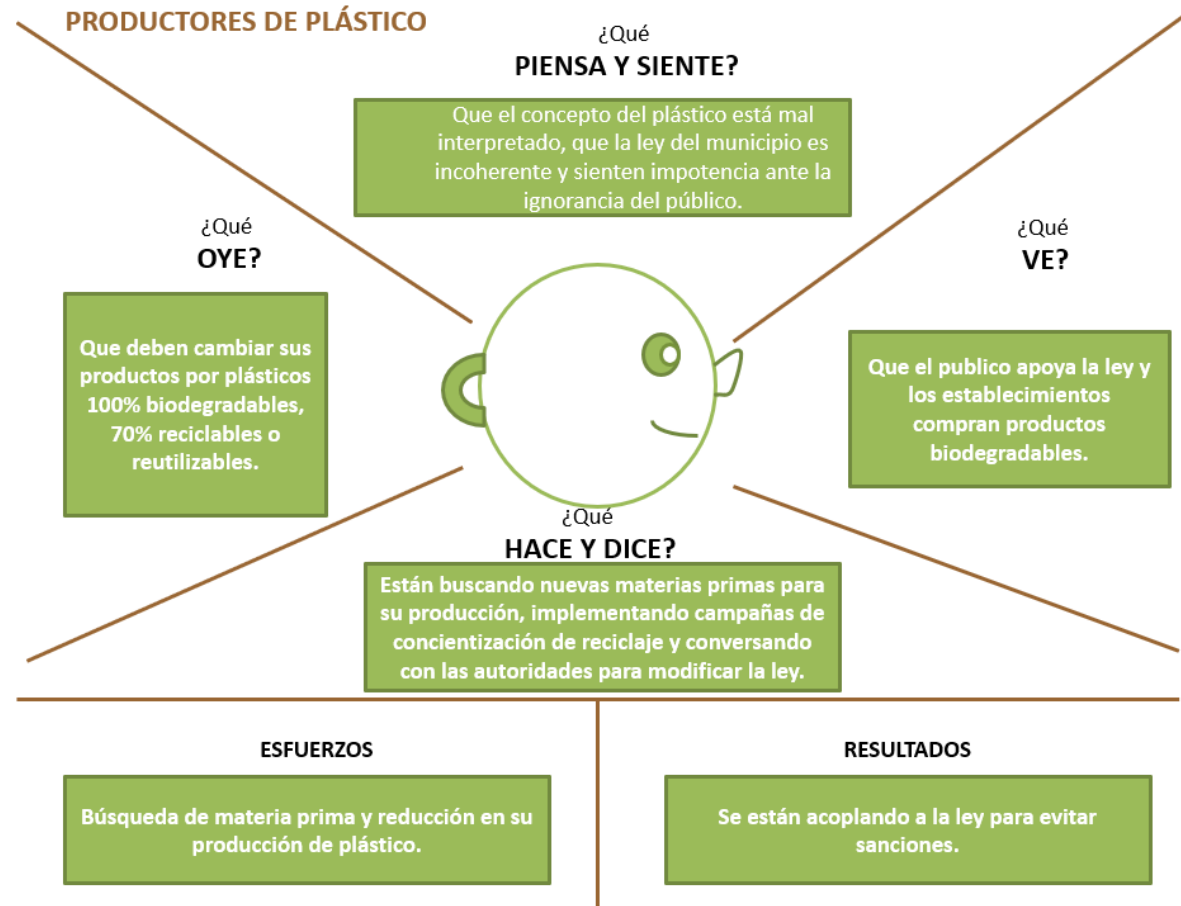 PRODUCTORES DE PLÁSTICO
¿Qué
PIENSA Y SIENTE?
Que el concepto del plástico está mal
interpretado, que la ley del municipio es
incoherente y sienten impotencia ante la
ignorancia del público.
¿Qué
OYE?
Que deben cambiar sus
productos por plásticos
100% biodegradables,
70% reciclables o
reutilizables.
¿Qué
VE?
Que el publico apoya la ley y
los establecimientos
compran productos
biodegradables.
¿Qué
HACE Y DICE?
Están buscando nuevas materias primas para
su producción, implementando campañas de
concientización de reciclaje y conversando
con las autoridades para modificar la ley.
ESFUERZOS
Búsqueda de materia prima y reducción en su
producción de plástico.
RESULTADOS
Se están acoplando a la ley para evitar
sanciones.